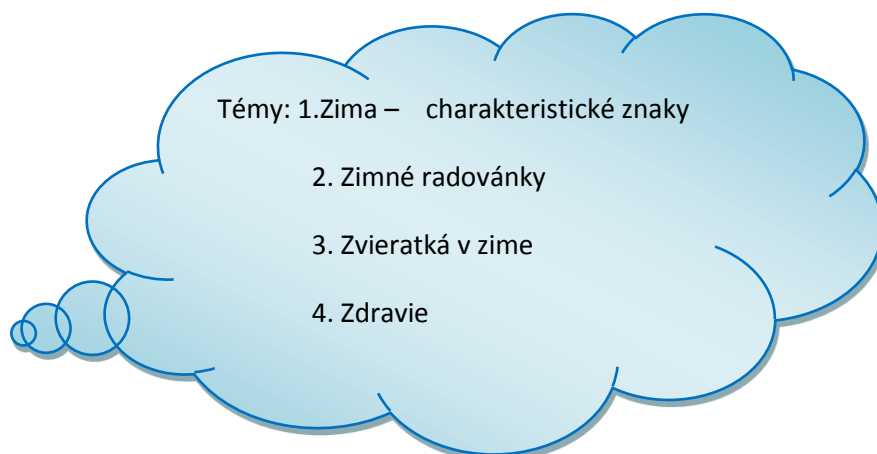 Témy: 1.Zima – charakteristické znaky
2. Zimné radovánky
3. Zvieratká v zime
4. Zdravie